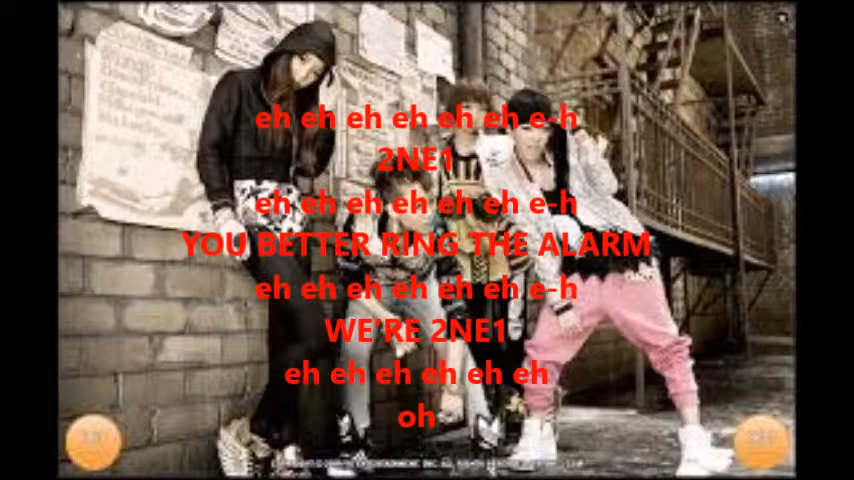 eh eh eh eh eh eh e-h
2NE1
eh eh eh eh eh eh e-h
YOU BETTER RING THE ALARM
eh eh eh eh eh eh e-h
WE'RE 2NE1
eh eh eh eh eh eh
oh